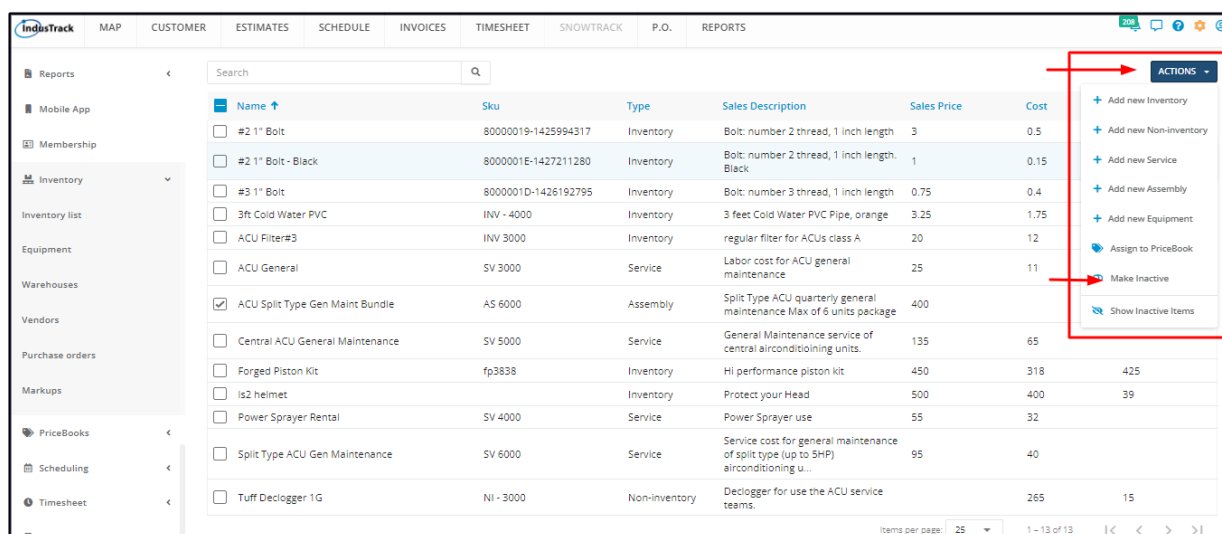 IndusTrack MAP CUSTOMER ESTIMATES SCHEDULE INVOICES TIMESHEET SNOWTRACK P.O. REPORTS 208
Reports
Mobile App
Membership
Inventory
Inventory list
Equipment
Warehouses
Vendors
Purchase orders
Markups
PriceBooks
Scheduling
Timesheet
Search
ACTIONS
Name Sku Type Sales Description Sales Price Cost
#2 1" Bolt 80000019-1425994317 Inventory Bolt: number 2 thread, 1 inch length 3 0.5
#2 1" Bolt - Black 8000001E-1427211280 Inventory Bolt: number 2 thread, 1 inch length. 1 0.15
Black
#3 1" Bolt 8000001D-1426192795 Inventory Bolt: number 3 thread, 1 inch length 0.75 0.4
3ft Cold Water PVC INV - 4000 Inventory 3 feet Cold Water PVC Pipe, orange 3.25 1.75
ACU Filter#3 INV 3000 Inventory regular filter for ACUs class A 20 12
ACU General SV 3000 Service Labor cost for ACU general 25 11
maintenance
ACU Split Type Gen Maint Bundle AS 6000 Assembly Split Type ACU quarterly general 400
maintenance Max of 6 units package
Central ACU General Maintenance SV 5000 Service General Maintenance service of 135 65
central airconditioining units.
Forged Piston Kit fp3838 Inventory Hi performance piston kit 450 318 425
ls2 helmet Inventory Protect your Head 500 400 39
Power Sprayer Rental SV 4000 Service Power Sprayer use 55 32
Split Type ACU Gen Maintenance SV 6000 Service Service cost for general maintenance 95 40
of split type (up to 5HP)
airconditioning u...
Tuff Declogger 1G NI - 3000 Non-inventory Declogger for use the ACU service 265 15
teams.
Items per page: 25 1 – 13 of 13
Add new Inventory
Add new Non-inventory
Add new Service
Add new Assembly
Add new Equipment
Assign to PriceBook
Make Inactive
Show Inactive Items